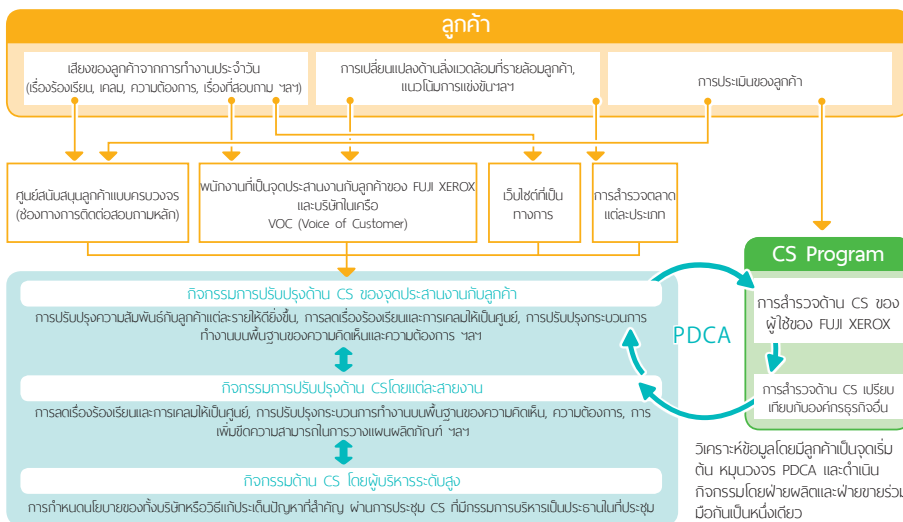 ลูกค้า
เสียงของลูกค้าจากการทำงานประจำวัน
(เรื่องร้องเรียน, เคลม, ความต้องการ, เรื่องที่สอบถาม ฯลฯ)
การเปลี่ยนแปลงด้านสิ่งแวดล้อมที่รายล้อมลูกค้า,
แนวโน้มการแข่งขันฯลฯ
การประเมินของลูกค้า
ศูนย์สนับสนุนลูกค้าแบบครบวงจร
(ช่องทางการติดต่อสอบถามหลัก)
พนักงานที่เป็นจุดประสานงานกับลูกค้าของ FUJI XEROX
และบริษัทในเครือ
VOC (Voice of Customer)
เว็บไซต์ที่เป็น
ทางการ
การสำรวจตลาด
แต่ละประเภท
CS Program
การสำรวจด้าน CS ของ
ผู้ใช้ของ FUJI XEROX
การสำรวจด้าน CS เปรียบ
เทียบกับองค์กรธุรกิจอื่น
PDCA
กิจกรรมการปรับปรุงด้าน CS ของจุดประสานงานกับลูกค้า
การปรับปรุงความสัมพันธ์กับลูกค้าแต่ละรายให้ดียิ่งขึ้น, การลดเรื่องร้องเรียนและการเคลมให้เป็นศูนย์, การปรับปรุงกระบวนการ
ทำงานบนพื้นฐานของความคิดเห็นและความต้องการ ฯลฯ
กิจกรรมการปรับปรุงด้าน CSโดยแต่ละสายงาน
การลดเรื่องร้องเรียนและการเคลมให้เป็นศูนย์, การปรับปรุงกระบวนการทำงานบนพื้นฐานของความคิดเห็น, ความต้องการ, การ
เพิ่มขีดความสามารถในการวางแผนผลิตภัณฑ์ ฯลฯ
กิจกรรมด้าน CS โดยผู้บริหารระดับสูง
การกำหนดนโยบายของทั้งบริษัทหรือวิธีแก้ประเด็นปัญหาที่สำคัญ ผ่านการประชุม CS ที่มีกรรมการบริหารเป็นประธานในที่ประชุม
วิเคราะห์ข้อมูลโดยมีลูกค้าเป็นจุดเริ่ม
ต้น หมุนวงจร PDCA และดำเนิน
กิจกรรมโดยฝ่ายผลิตและฝ่ายขายร่วม
มือกันเป็นหนึ่งเดียว